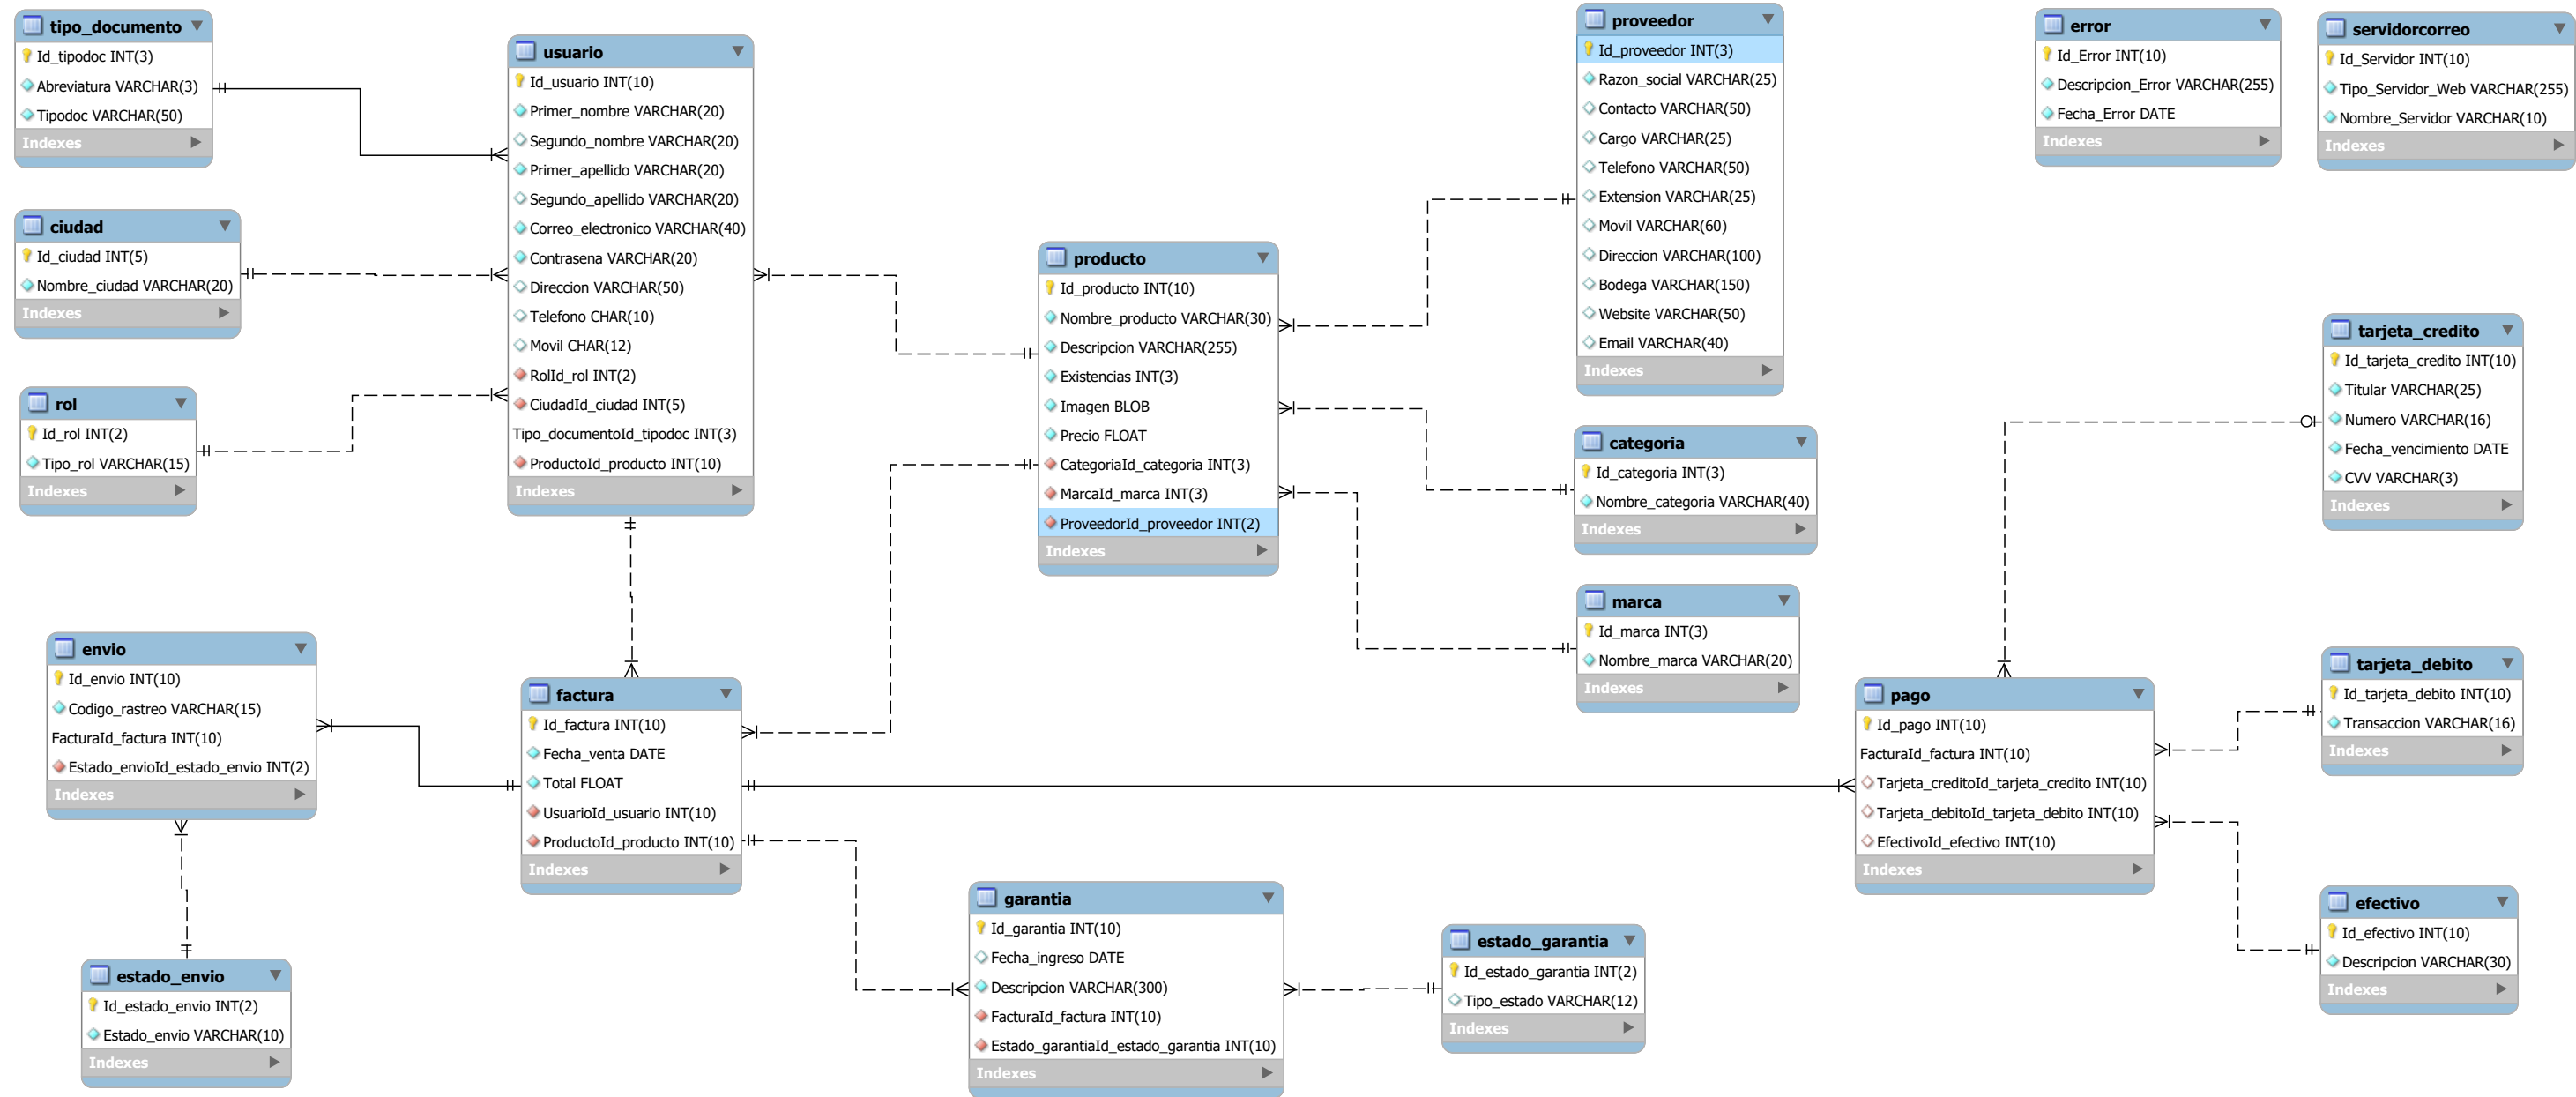 tipo_documento
Id_tipodoc INT(3)
Abreviatura VARCHAR(3)
Tipodoc VARCHAR(50)
Indexes
usuario
Id_usuario INT(10)
Primer_nombre VARCHAR(20)
Segundo_nombre VARCHAR(20)
Primer_apellido VARCHAR(20)
Segundo_apellido VARCHAR(20)
Correo_electronico VARCHAR(40)
Contrasena VARCHAR(20)
Direccion VARCHAR(50)
Telefono CHAR(10)
Movil CHAR(12)
RolId_rol INT(2)
CiudadId_ciudad INT(5)
Tipo_documentoId_tipodoc INT(3)
ProductoId_producto INT(10)
Indexes
proveedor
Id_proveedor INT(3)
Razon_social VARCHAR(25)
Contacto VARCHAR(50)
Cargo VARCHAR(25)
Telefono VARCHAR(50)
Extension VARCHAR(25)
Movil VARCHAR(60)
Direccion VARCHAR(100)
Bodega VARCHAR(150)
Website VARCHAR(50)
Email VARCHAR(40)
Indexes
error
Id_Error INT(10)
Descripcion_Error VARCHAR(255)
Fecha_Error DATE
Indexes
servidorcorreo
Id_Servidor INT(10)
Tipo_Servidor_Web VARCHAR(255)
Nombre_Servidor VARCHAR(10)
Indexes
ciudad
Id_ciudad INT(5)
Nombre_ciudad VARCHAR(20)
Indexes
producto
Id_producto INT(10)
Nombre_producto VARCHAR(30)
Descripcion VARCHAR(255)
Existencias INT(3)
Imagen BLOB
Precio FLOAT
CategoriaId_categoria INT(3)
MarcaId_marca INT(3)
ProveedorId_proveedor INT(2)
Indexes
tarjeta_credito
Id_tarjeta_credito INT(10)
Titular VARCHAR(25)
Numero VARCHAR(16)
Fecha_vencimiento DATE
CVV VARCHAR(3)
Indexes
rol
Id_rol INT(2)
Tipo_rol VARCHAR(15)
Indexes
categoria
Id_categoria INT(3)
Nombre_categoria VARCHAR(40)
Indexes
marca
Id_marca INT(3)
Nombre_marca VARCHAR(20)
Indexes
envio
Id_envio INT(10)
Codigo_rastreo VARCHAR(15)
FacturaId_factura INT(10)
Estado_envioId_estado_envio INT(2)
Indexes
factura
Id_factura INT(10)
Fecha_venta DATE
Total FLOAT
UsuarioId_usuario INT(10)
ProductoId_producto INT(10)
Indexes
pago
Id_pago INT(10)
FacturaId_factura INT(10)
Tarjeta_creditoId_tarjeta_credito INT(10)
Tarjeta_debitoId_tarjeta_debito INT(10)
EfectivoId_efectivo INT(10)
Indexes
tarjeta_debito
Id_tarjeta_debito INT(10)
Transaccion VARCHAR(16)
Indexes
garantia
Id_garantia INT(10)
Fecha_ingreso DATE
Descripcion VARCHAR(300)
FacturaId_factura INT(10)
Estado_garantiaId_estado_garantia INT(10)
Indexes
estado_garantia
Id_estado_garantia INT(2)
Tipo_estado VARCHAR(12)
Indexes
efectivo
Id_efectivo INT(10)
Descripcion VARCHAR(30)
Indexes
estado_envio
Id_estado_envio INT(2)
Estado_envio VARCHAR(10)
Indexes